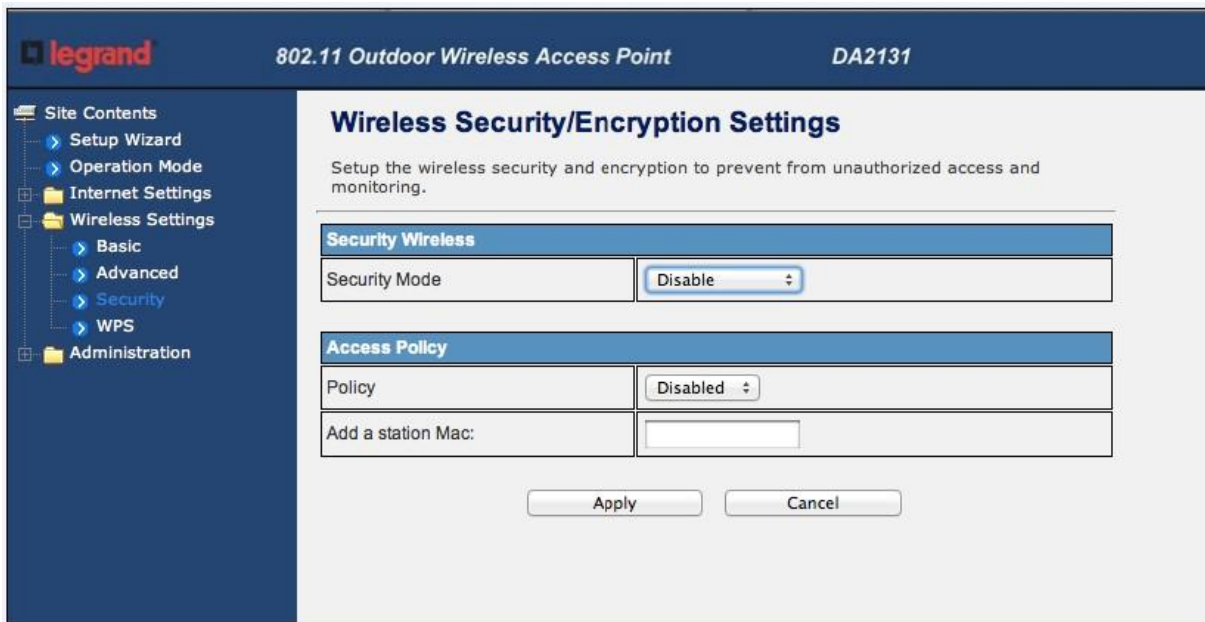 legrand
802.11 Outdoor Wireless Access Point
DA2131
Site Contents
Setup Wizard
Operation Mode
Internet Settings
Wireless Settings
Basic
Advanced
Security
WPS
Administration
Wireless Security/Encryption Settings
Setup the wireless security and encryption to prevent from unauthorized access and
monitoring.
Security Wireless
Security Mode
Disable
Access Policy
Policy
Disabled
Add a station Mac:
Apply
Cancel